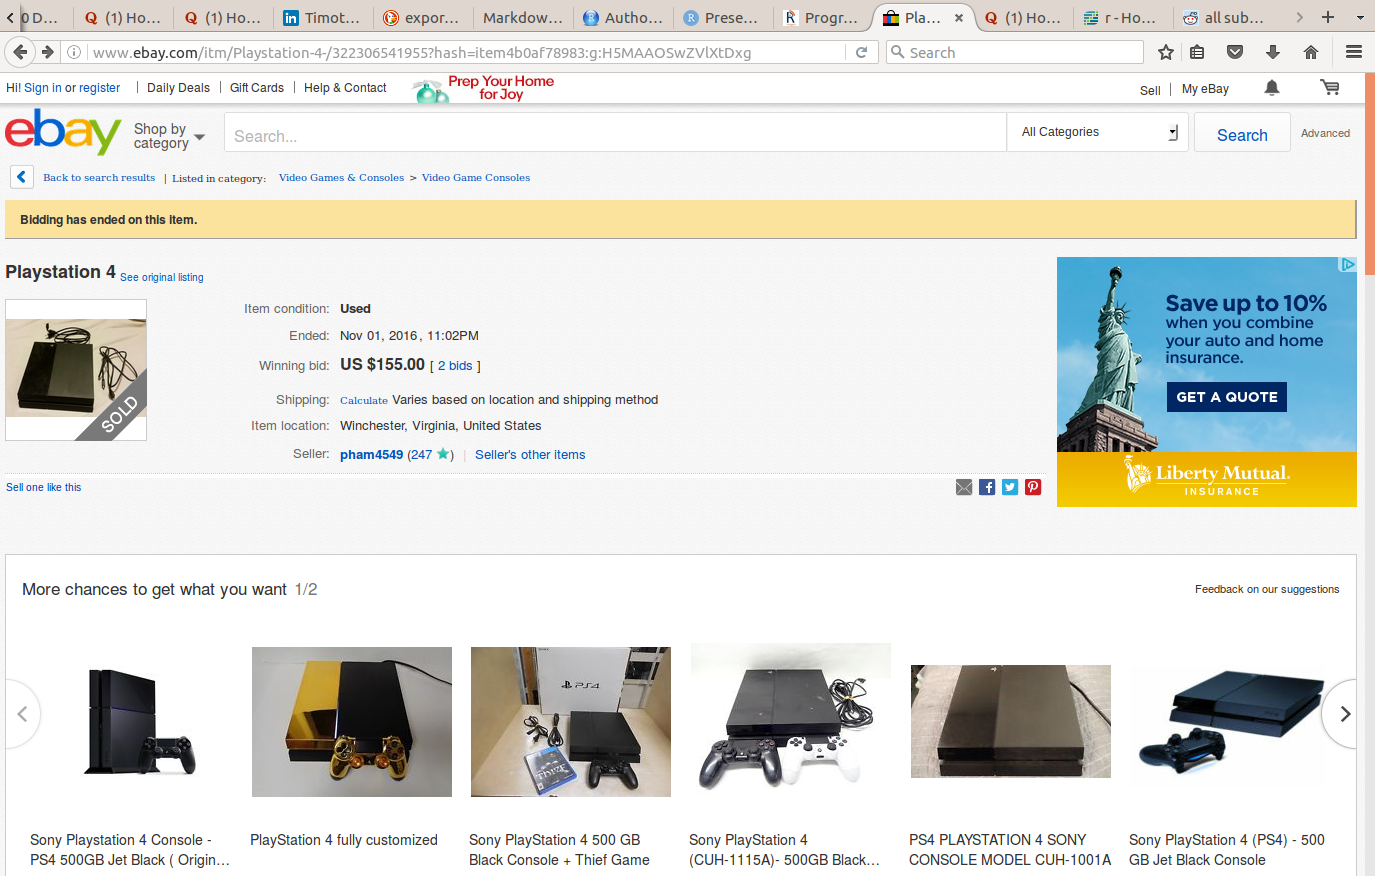 0 D...
(1) Ho...
(1) Ho...
Timot...
expor...
Markdow...
Autho...
Prese...
Progr...
Pla...
(1) Ho...
r - Ho...
all sub...
www.ebay.com/itm/Playstation-4-/322306541955?hash=item4b0af78983:g:H5MAAOSwZVlXtDxg
Search
Hi! Sign in or register
Daily Deals
Gift Cards
Help & Contact
Prep Your Home
for Joy
Sell
My eBay
ebay
Shop by
category
Search...
All Categories
Search
Advanced
Back to search results | Listed in category: Video Games & Consoles > Video Game Consoles
Bidding has ended on this item.
Playstation 4 See original listing
SOLD
Item condition: Used
Ended: Nov 01, 2016 , 11:02PM
Winning bid: US $155.00 [ 2 bids ]
Shipping: Calculate Varies based on location and shipping method
Item location: Winchester, Virginia, United States
Seller: pham4549 (247) | Seller's other items
Sell one like this
Save up to 10%
when you combine
your auto and home
insurance.
GET A QUOTE
Liberty Mutual.
INSURANCE
More chances to get what you want 1/2
Feedback on our suggestions
PS4
THIEF
Sony Playstation 4 Console -
PS4 500GB Jet Black ( Origin...
PlayStation 4 fully customized
Sony PlayStation 4 500 GB
Black Console + Thief Game
Sony PlayStation 4
(CUH-1115A)- 500GB Black...
PS4 PLAYSTATION 4 SONY
CONSOLE MODEL CUH-1001A
Sony PlayStation 4 (PS4) - 500
GB Jet Black Console